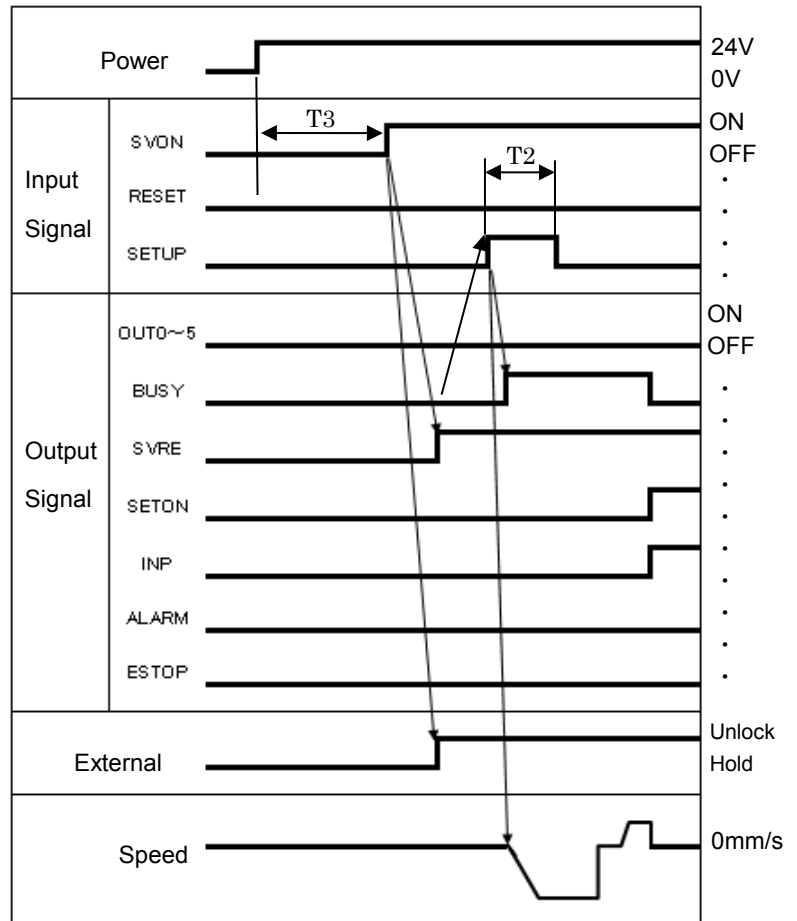 Power
24V
0V
T3
SVON
ON
OFF
T2
Input
Signal
RESET
SETUP
OUT0～5
ON
OFF
BUSY
Output
Signal
SVRE
SETON
INP
ALARM
ESTOP
External
Unlock
Hold
Speed
0mm/s